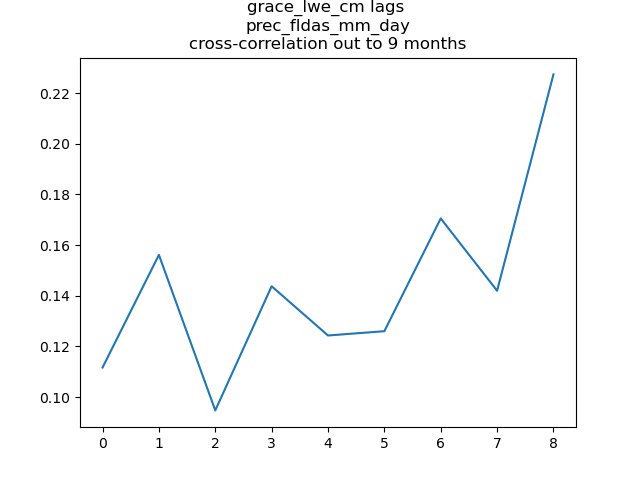 grace_lwe_cm lags
prec_fldas_mm_day
cross-correlation out to 9 months
0.22
0.20
0.18
0.16
0.14
0.12
0.10
0 1 2 3 4 5 6 7 8